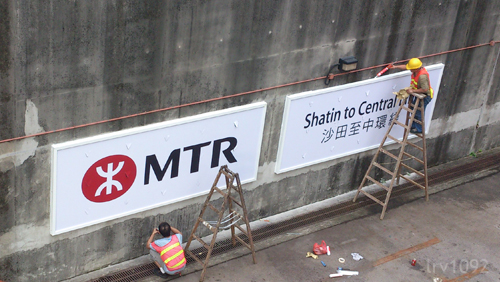 MTR
Shatin to Central
沙田至中環
lrv1092